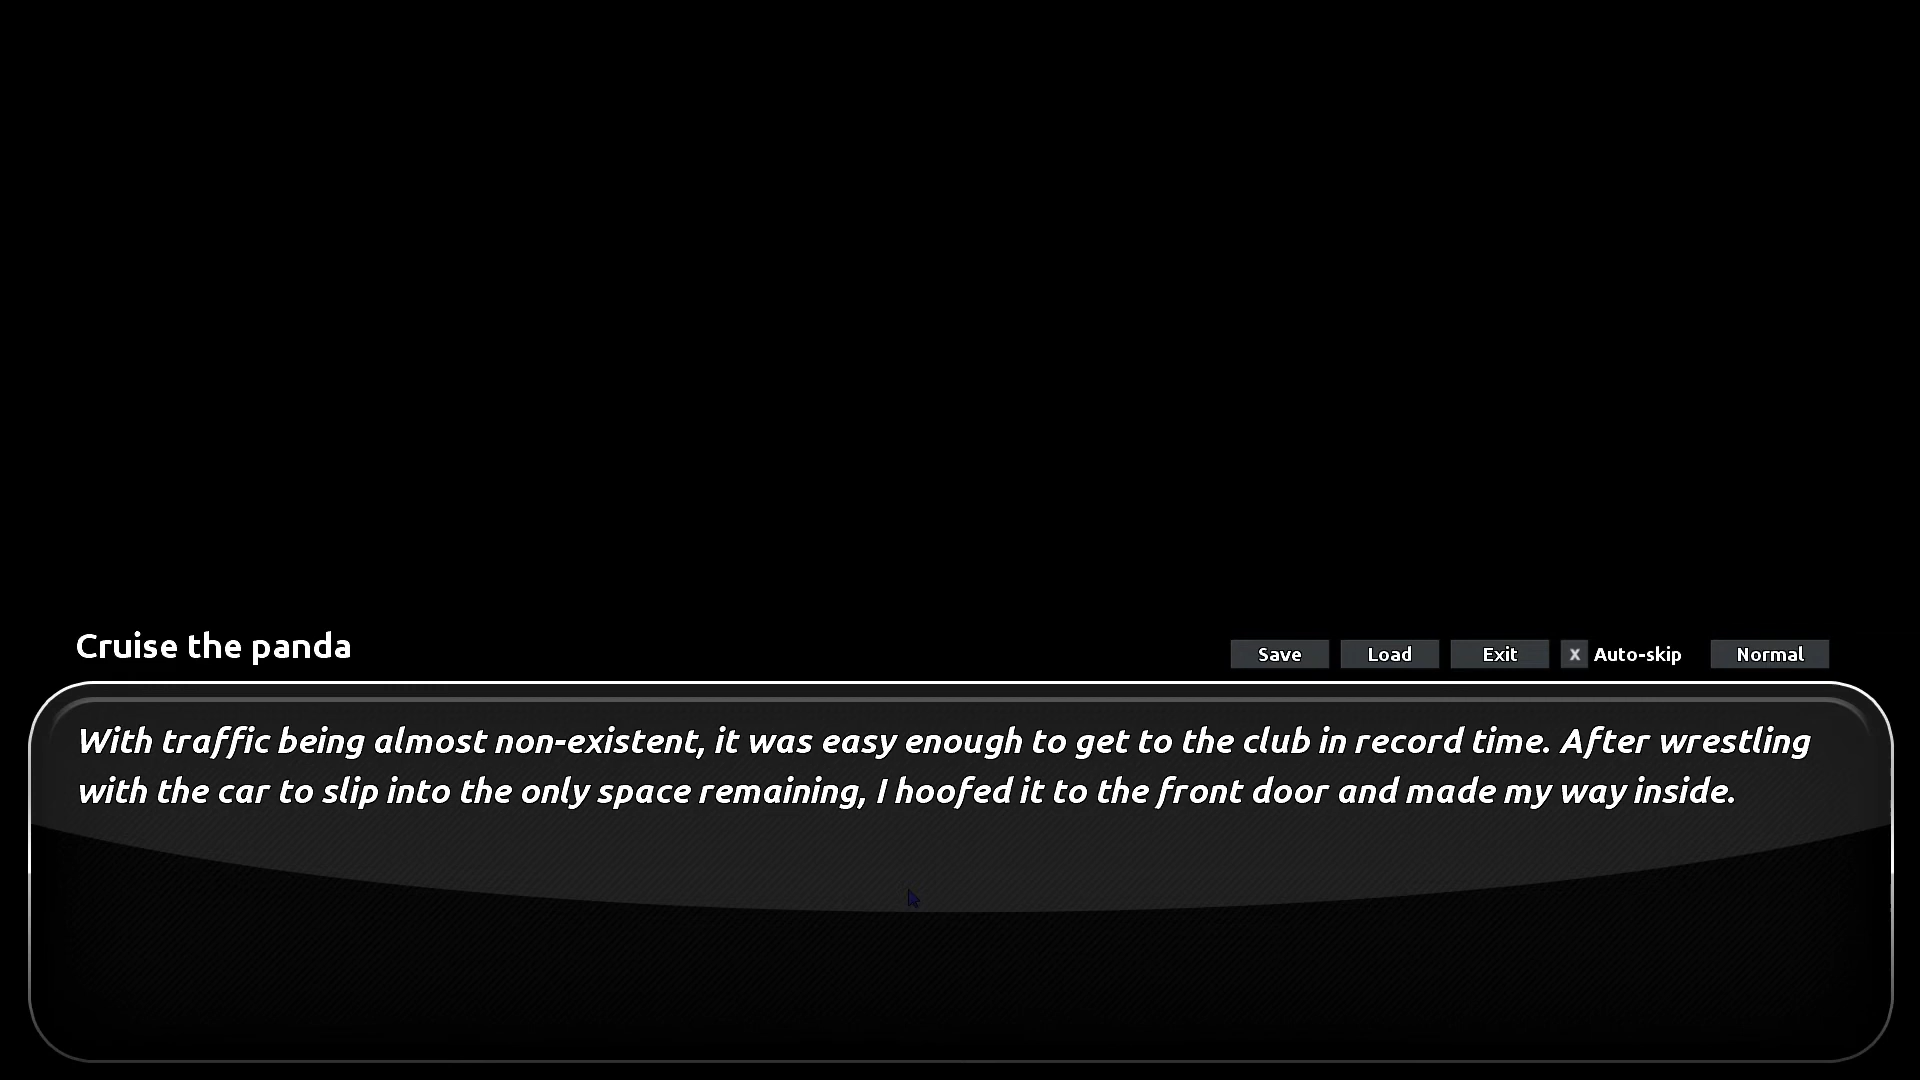 Cruise the panda
Save Load Exit X Auto-skip Normal
With traffic being almost non-existent, it was easy enough to get to the club in record time. After wrestling
with the car to slip into the only space remaining, I hoofed it to the front door and made my way inside.